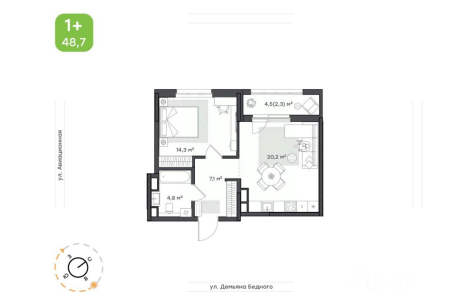 1+
48,7
4,5(2,3) м²
14,3 м²
20,2 м²
7,1 м²
4,8 м²
ул. Авиационная
ул. Демьяна Бедного
С
В
Ю
З